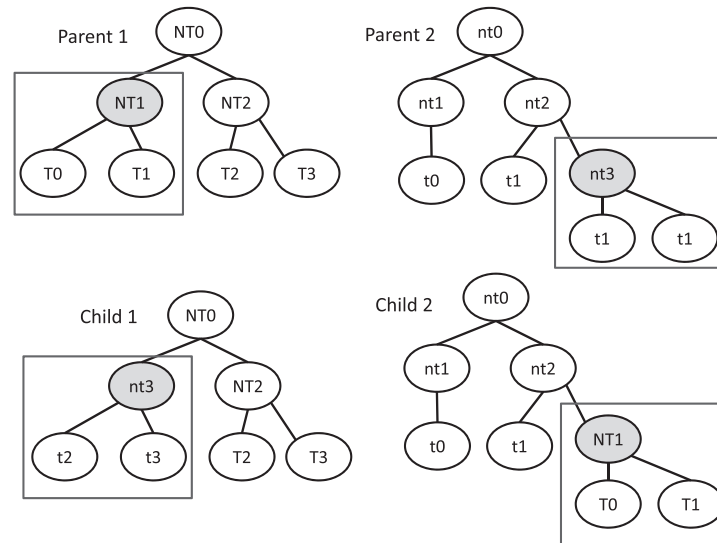 Parent 1
NT0
NT1
NT2
T0
T1
T2
T3
Parent 2
nt0
nt1
nt2
t0
t1
nt3
t1
t1
Child 1
NT0
nt3
NT2
t2
t3
T2
T3
Child 2
nt0
nt1
nt2
t0
t1
NT1
T0
T1